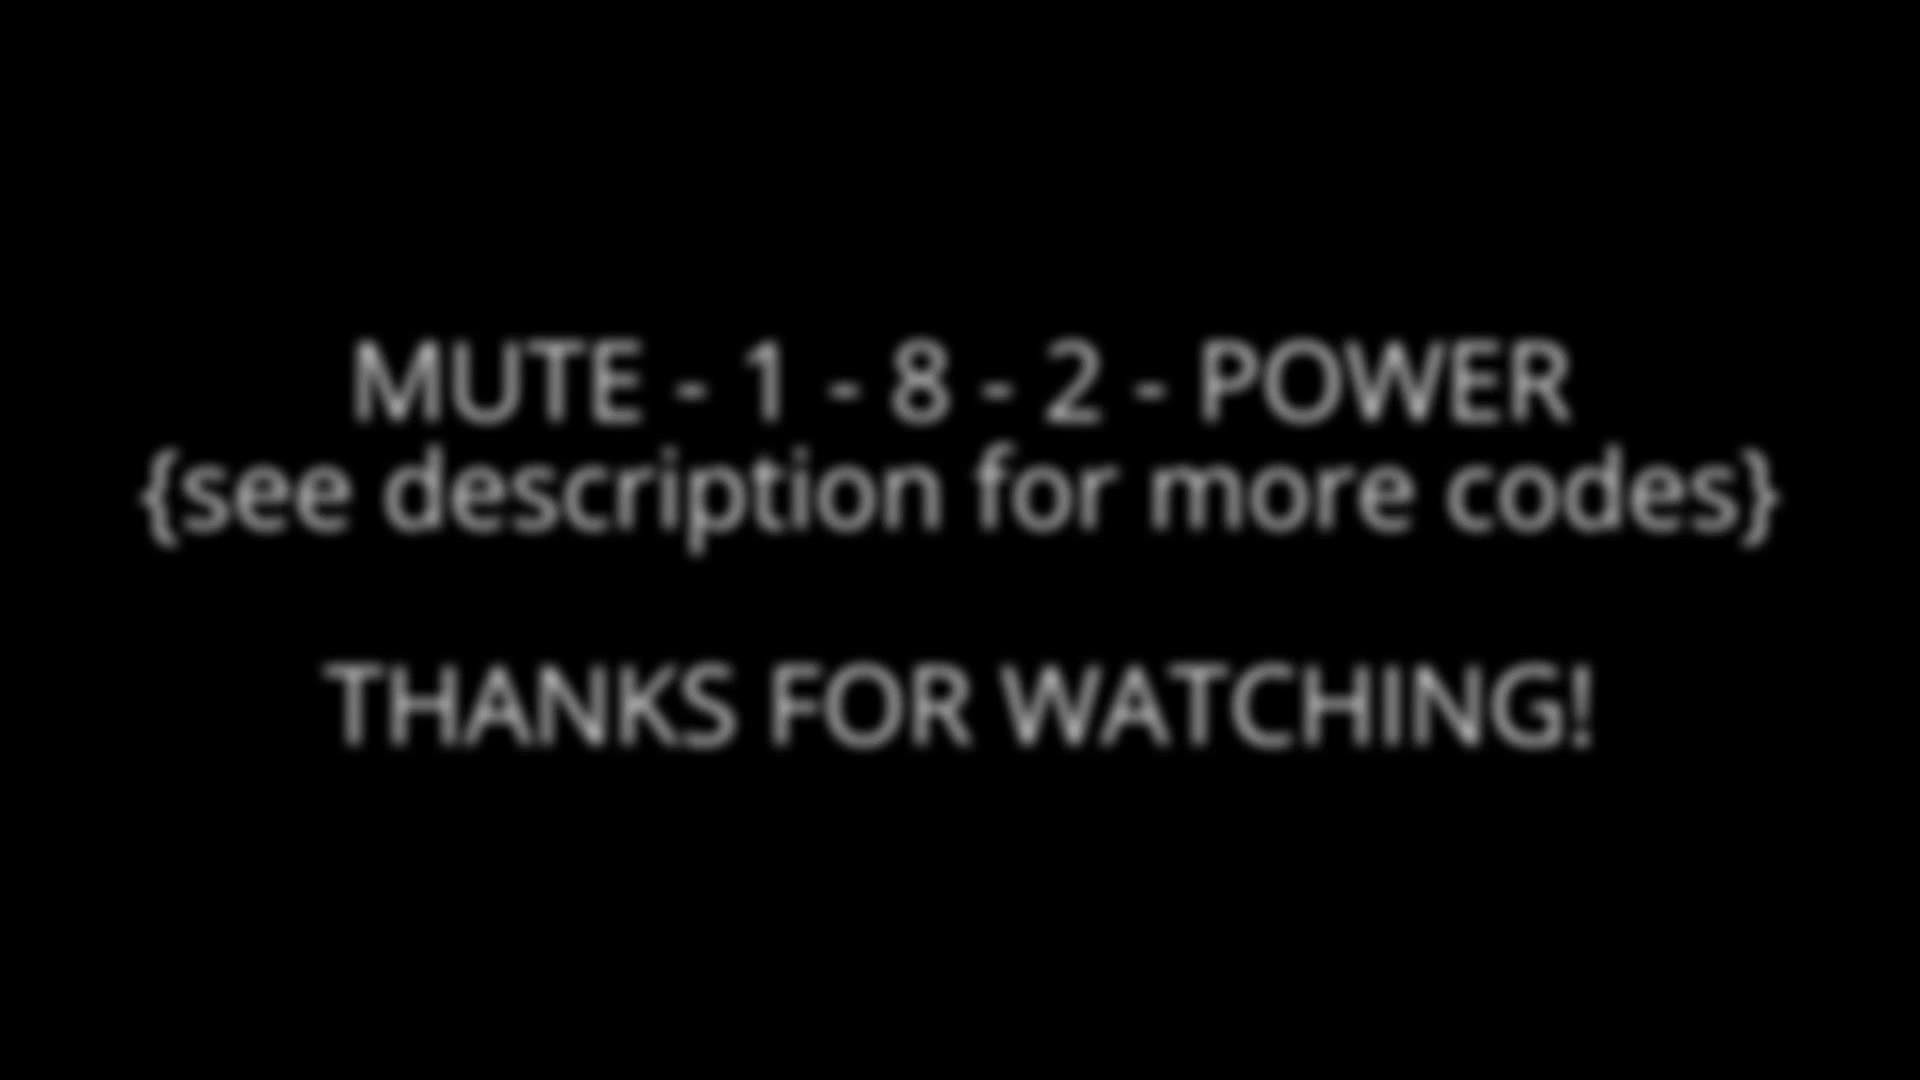 MUTE - 1 - 8 - 2 - POWER
{see description for more codes}
THANKS FOR WATCHING!